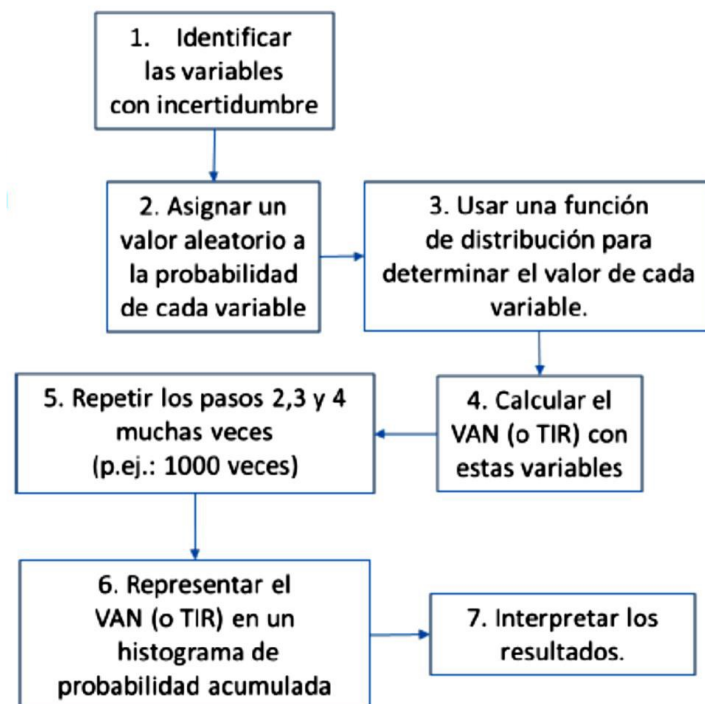 1. Identificar
las variables
con incertidumbre
2. Asignar un
valor aleatorio a
la probabilidad
de cada variable
3. Usar una función
de distribución para
determinar el valor de cada
variable.
4. Calcular el
VAN (o TIR) con
estas variables
5. Repetir los pasos 2,3 y 4
muchas veces
(p.ej.: 1000 veces)
6. Representar el
VAN (o TIR) en un
histograma de
probabilidad acumulada
7. Interpretar los
resultados.